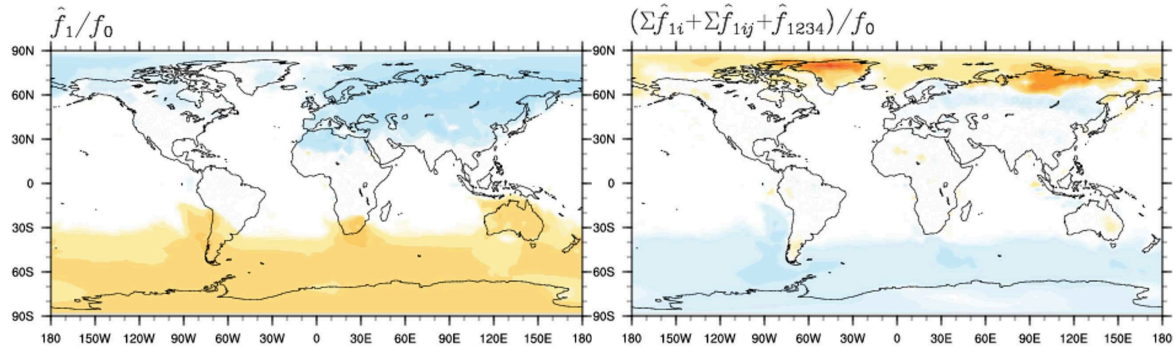 f̂₁/f₀ (Σf̂₁ᵢ+Σf̂₁ᵢⱼ+f̂₁₂₃₄)/f₀
90N 90N
60N 60N
30N 30N
0 0
30S 30S
60S 60S
90S 90S
180 150W 120W 90W 60W 30W 0 30E 60E 90E 120E 150E 180 180 150W 120W 90W 60W 30W 0 30E 60E 90E 120E 150E 180